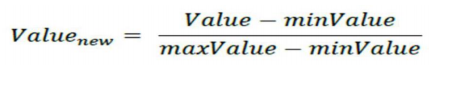 Value_new = (Value − minValue) / (maxValue − minValue)